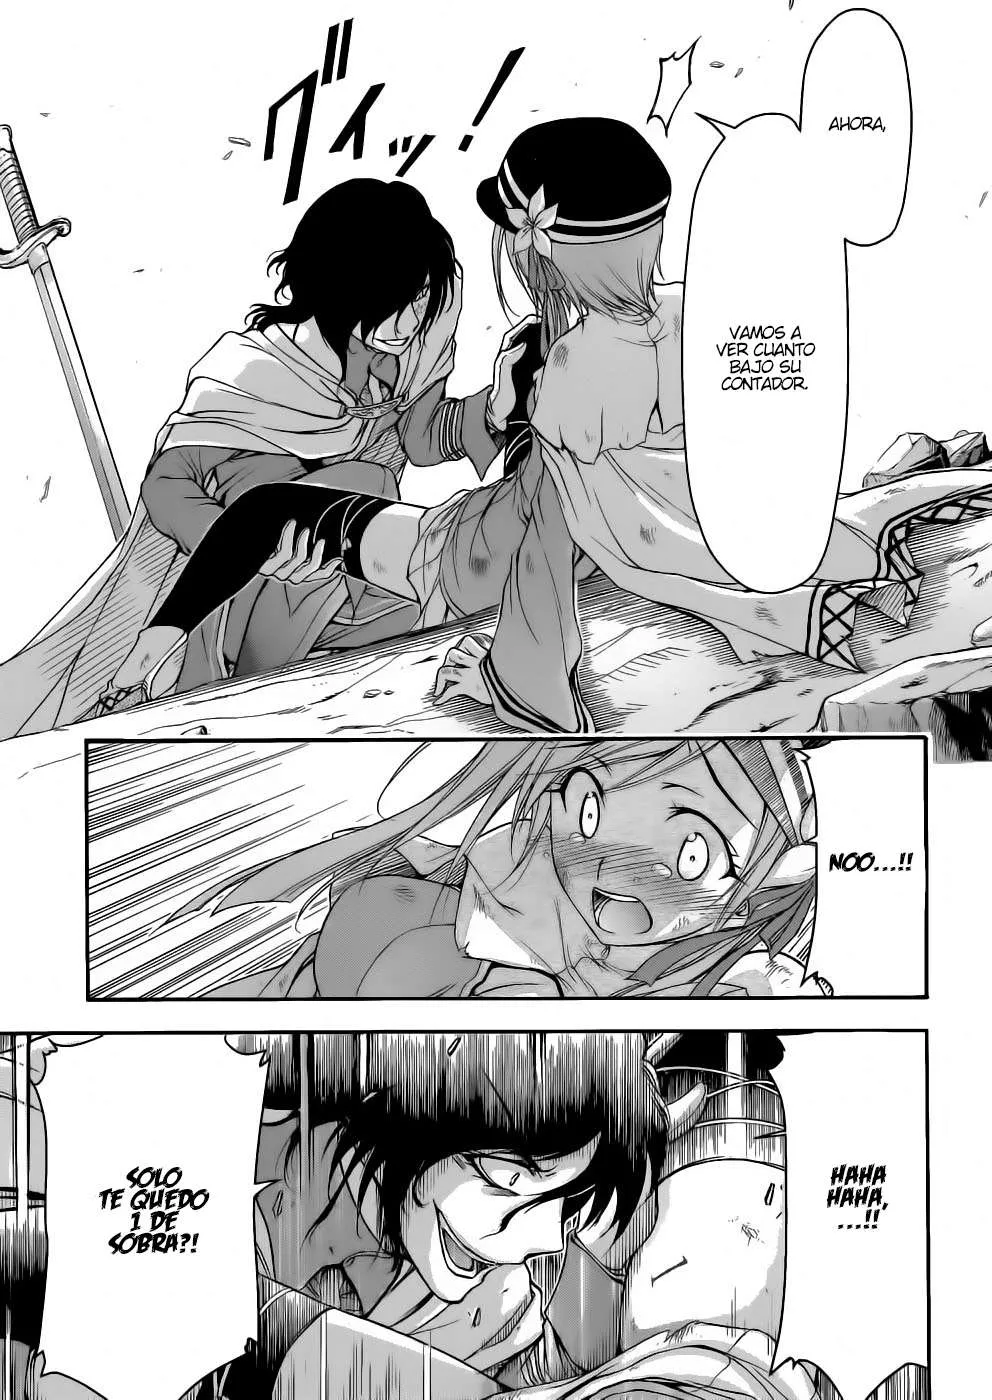 グイッ!
AHORA,
VAMOS A
VER CUANTO
BAJO SU
CONTADOR.
NOO...!!
HAHA
HAHA,
...!!
SOLO
TE QUEDO
1 DE
SOBRA?!